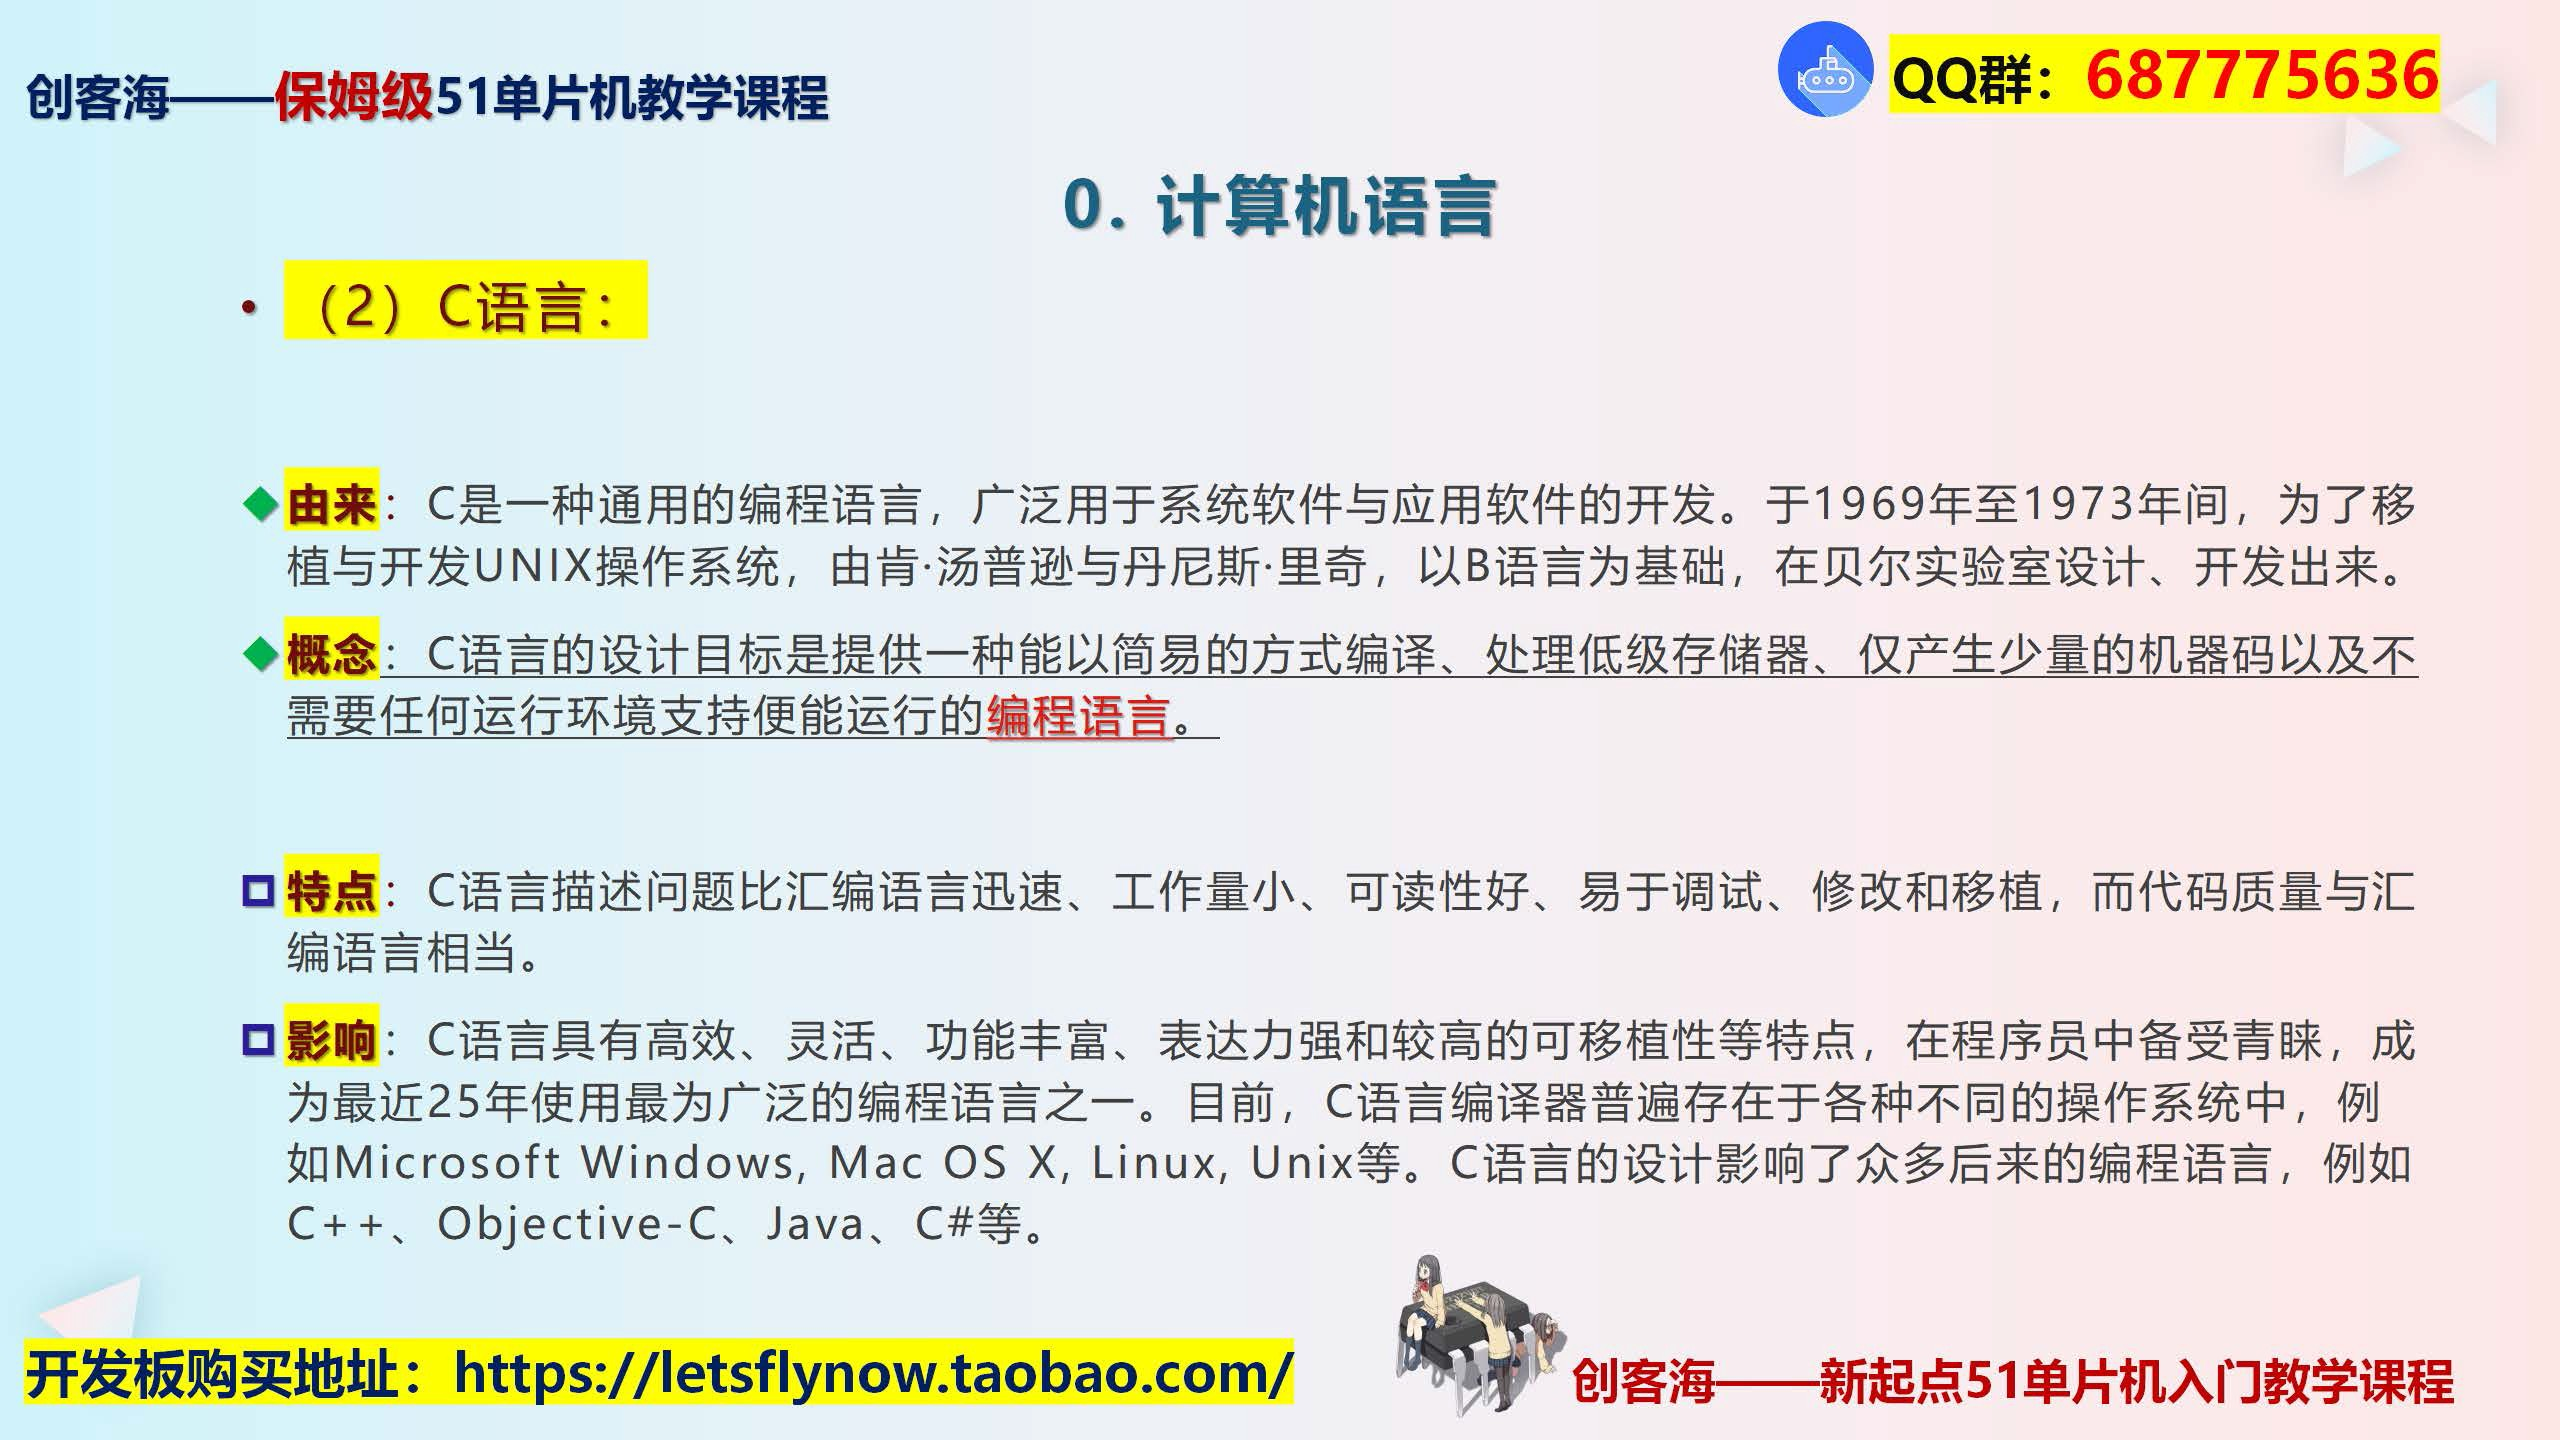 创客海——保姆级51单片机教学课程
QQ群：687775636
0. 计算机语言
• （2）C语言：
由来：C是一种通用的编程语言，广泛用于系统软件与应用软件的开发。于1969年至1973年间，为了移
植与开发UNIX操作系统，由肯·汤普逊与丹尼斯·里奇，以B语言为基础，在贝尔实验室设计、开发出来。
概念：C语言的设计目标是提供一种能以简易的方式编译、处理低级存储器、仅产生少量的机器码以及不
需要任何运行环境支持便能运行的编程语言。
特点：C语言描述问题比汇编语言迅速、工作量小、可读性好、易于调试、修改和移植，而代码质量与汇
编语言相当。
影响：C语言具有高效、灵活、功能丰富、表达力强和较高的可移植性等特点，在程序员中备受青睐，成
为最近25年使用最为广泛的编程语言之一。目前，C语言编译器普遍存在于各种不同的操作系统中，例
如Microsoft Windows, Mac OS X, Linux, Unix等。C语言的设计影响了众多后来的编程语言，例如
C++、Objective-C、Java、C#等。
开发板购买地址：https://letsflynow.taobao.com/
创客海——新起点51单片机入门教学课程